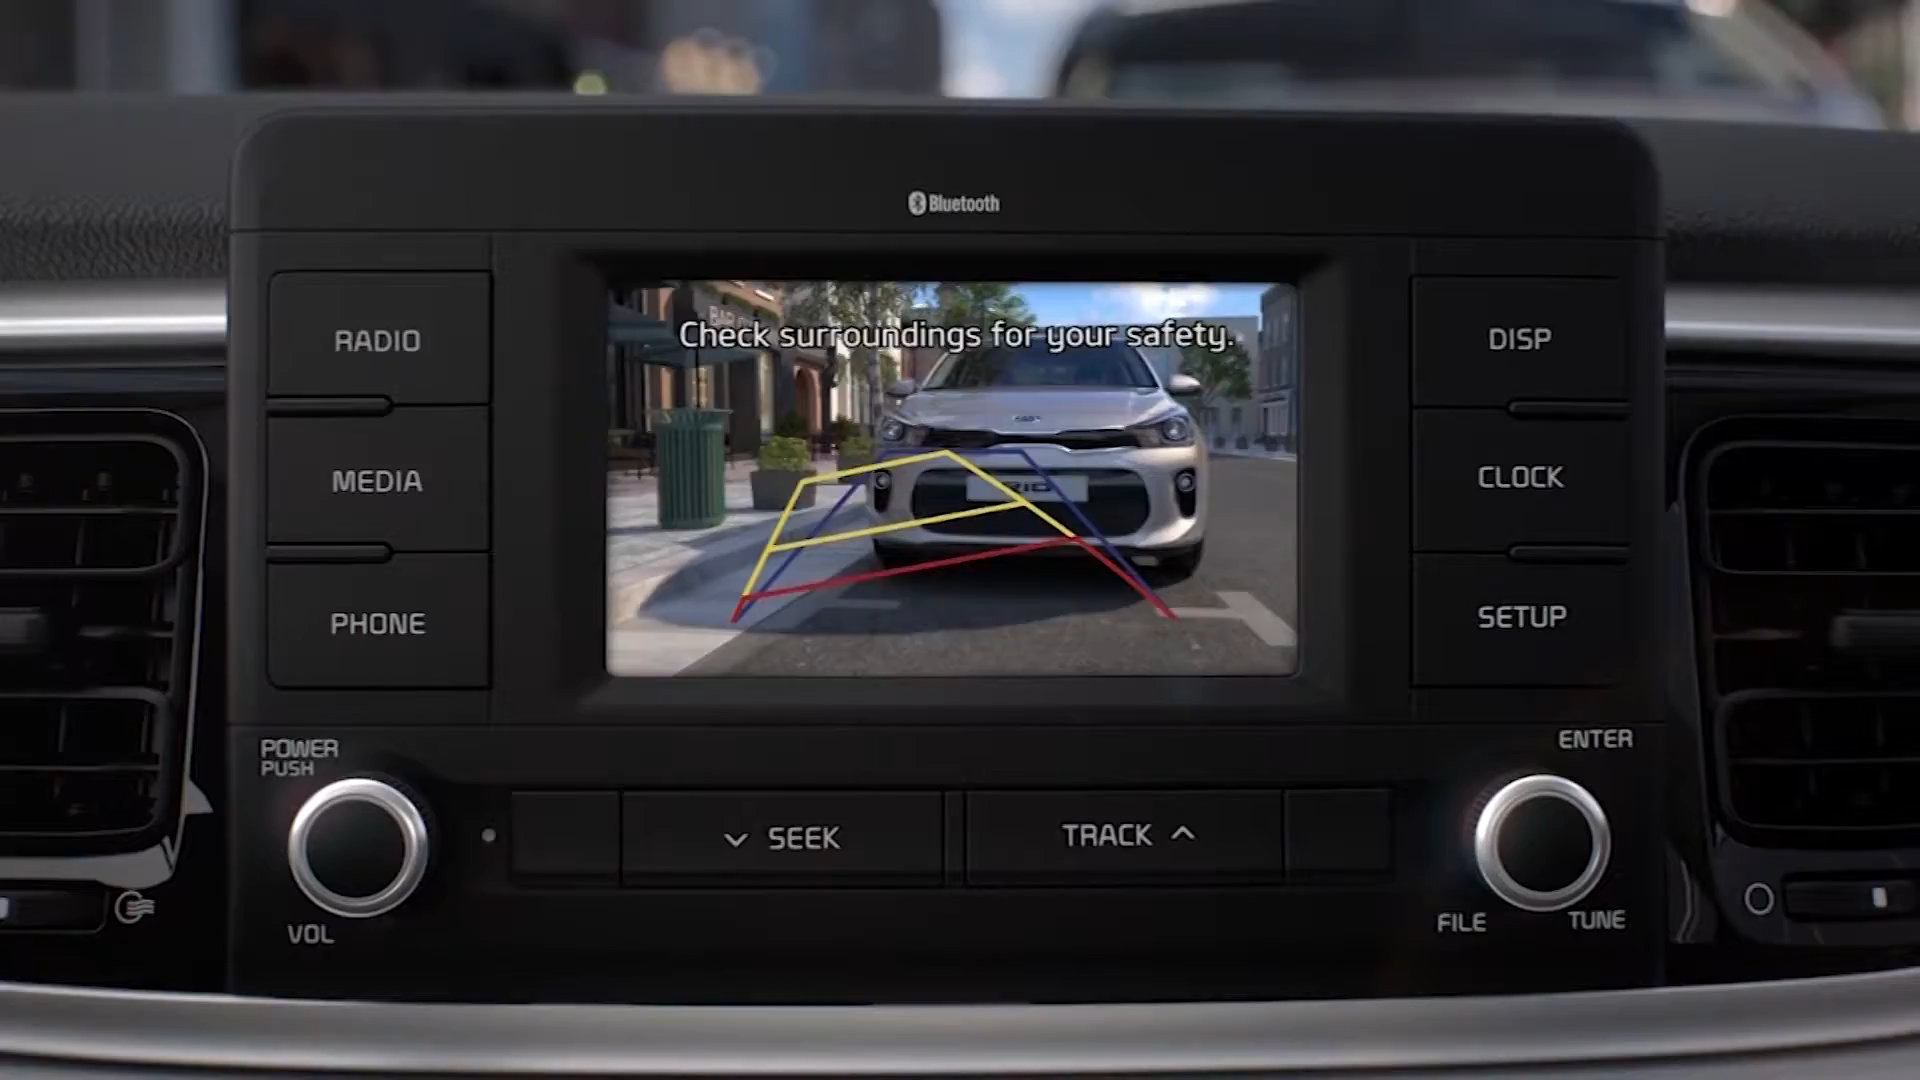 Bluetooth
Check surroundings for your safety.
RADIO
MEDIA
PHONE
DISP
CLOCK
SETUP
RIO
POWER
PUSH
VOL
SEEK
TRACK
ENTER
FILE
TUNE